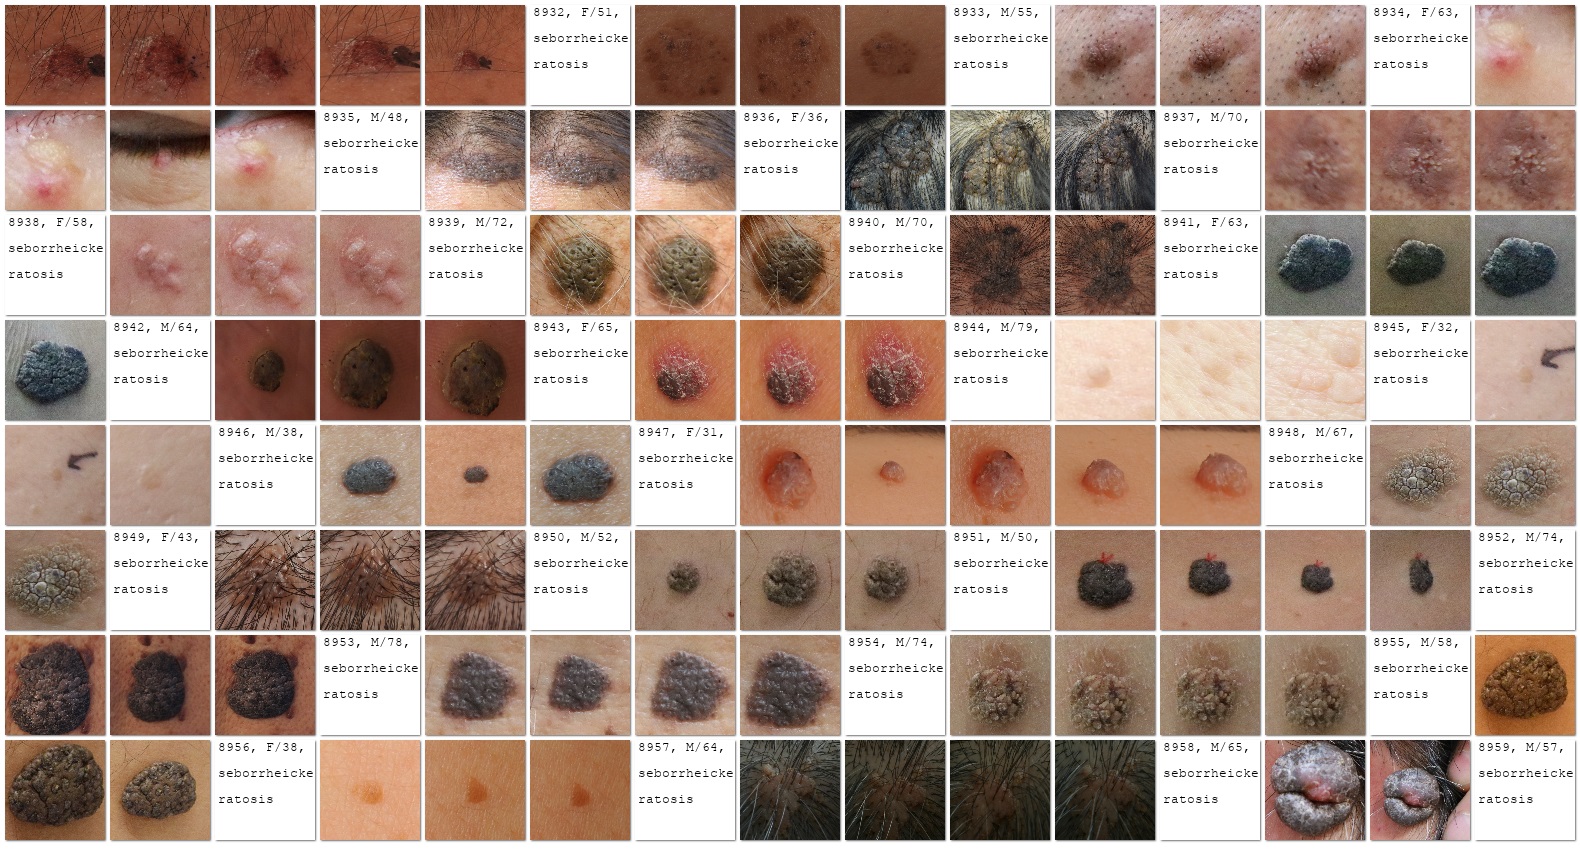 8932, F/51,
seborrheicke
ratosis
8933, M/55,
seborrheicke
ratosis
8934, F/63,
seborrheicke
ratosis
8935, M/48,
seborrheicke
ratosis
8936, F/36,
seborrheicke
ratosis
8937, M/70,
seborrheicke
ratosis
8938, F/58,
seborrheicke
ratosis
8939, M/72,
seborrheicke
ratosis
8940, M/70,
seborrheicke
ratosis
8941, F/63,
seborrheicke
ratosis
8942, M/64,
seborrheicke
ratosis
8943, F/65,
seborrheicke
ratosis
8944, M/79,
seborrheicke
ratosis
8945, F/32,
seborrheicke
ratosis
8946, M/38,
seborrheicke
ratosis
8947, F/31,
seborrheicke
ratosis
8948, M/67,
seborrheicke
ratosis
8949, F/43,
seborrheicke
ratosis
8950, M/52,
seborrheicke
ratosis
8951, M/50,
seborrheicke
ratosis
8952, M/74,
seborrheicke
ratosis
8953, M/78,
seborrheicke
ratosis
8954, M/74,
seborrheicke
ratosis
8955, M/58,
seborrheicke
ratosis
8956, F/38,
seborrheicke
ratosis
8957, M/64,
seborrheicke
ratosis
8958, M/65,
seborrheicke
ratosis
8959, M/57,
seborrheicke
ratosis